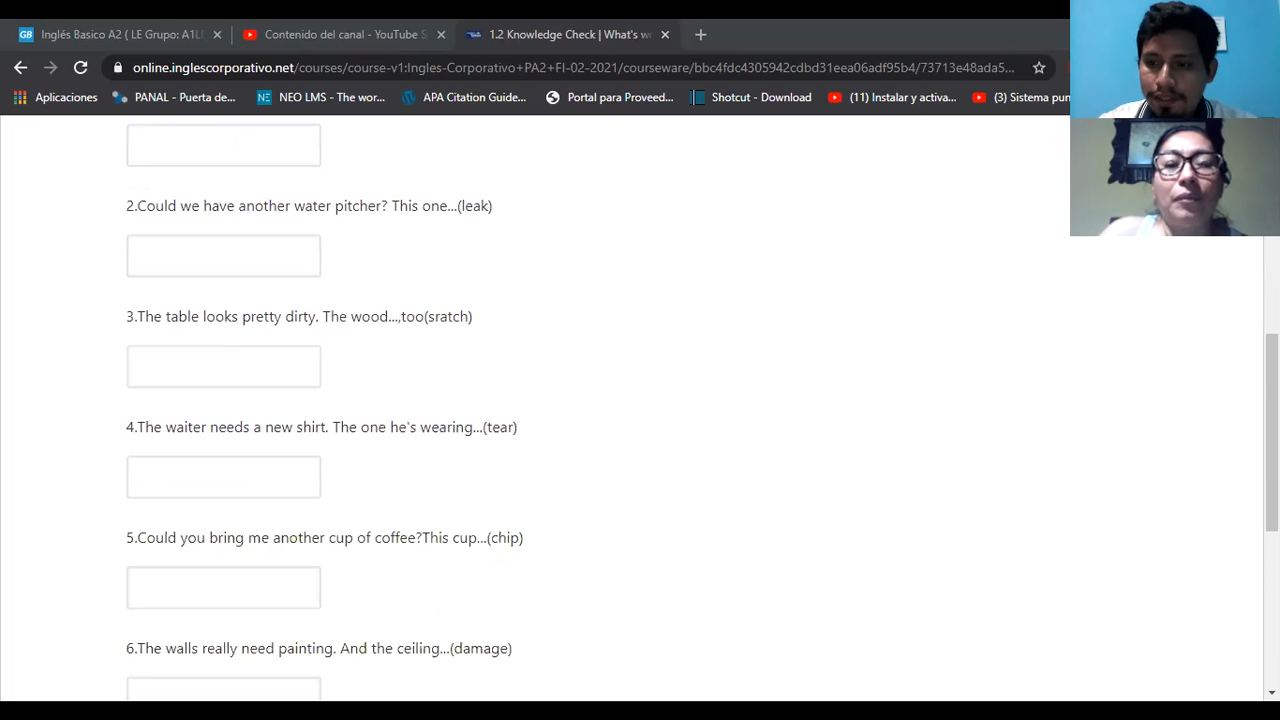 GB Inglés Basico A2 ( LE Grupo: A1LE
Contenido del canal - YouTube S
1.2 Knowledge Check | What's wr
online.inglescorporativo.net/courses/course-v1:Ingles-Corporativo+PA2+FI-02-2021/courseware/bbc4fdc4305942cdbd31eea06adf95b4/73713e48ada5...
Aplicaciones
PANAL - Puerta de...
NE NEO LMS - The wor...
APA Citation Guide...
Portal para Proveed...
Shotcut - Download
(11) Instalar y activa...
(3) Sistema pun
2.Could we have another water pitcher? This one...(leak)
3.The table looks pretty dirty. The wood...,too(sratch)
4.The waiter needs a new shirt. The one he's wearing...(tear)
5.Could you bring me another cup of coffee?This cup...(chip)
6.The walls really need painting. And the ceiling...(damage)